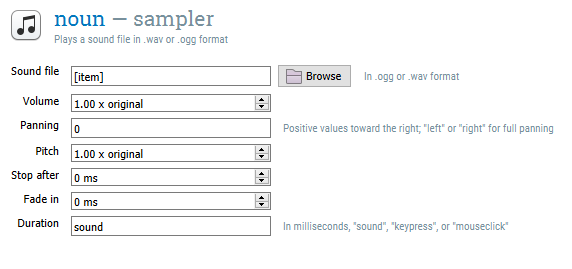 noun — sampler
Plays a sound file in .wav or .ogg format
Sound file [item] Browse In .ogg or .wav format
Volume 1.00 x original
Panning 0 Positive values toward the right; "left" or "right" for full panning
Pitch 1.00 x original
Stop after 0 ms
Fade in 0 ms
Duration sound In milliseconds, "sound", "keypress", or "mouseclick"